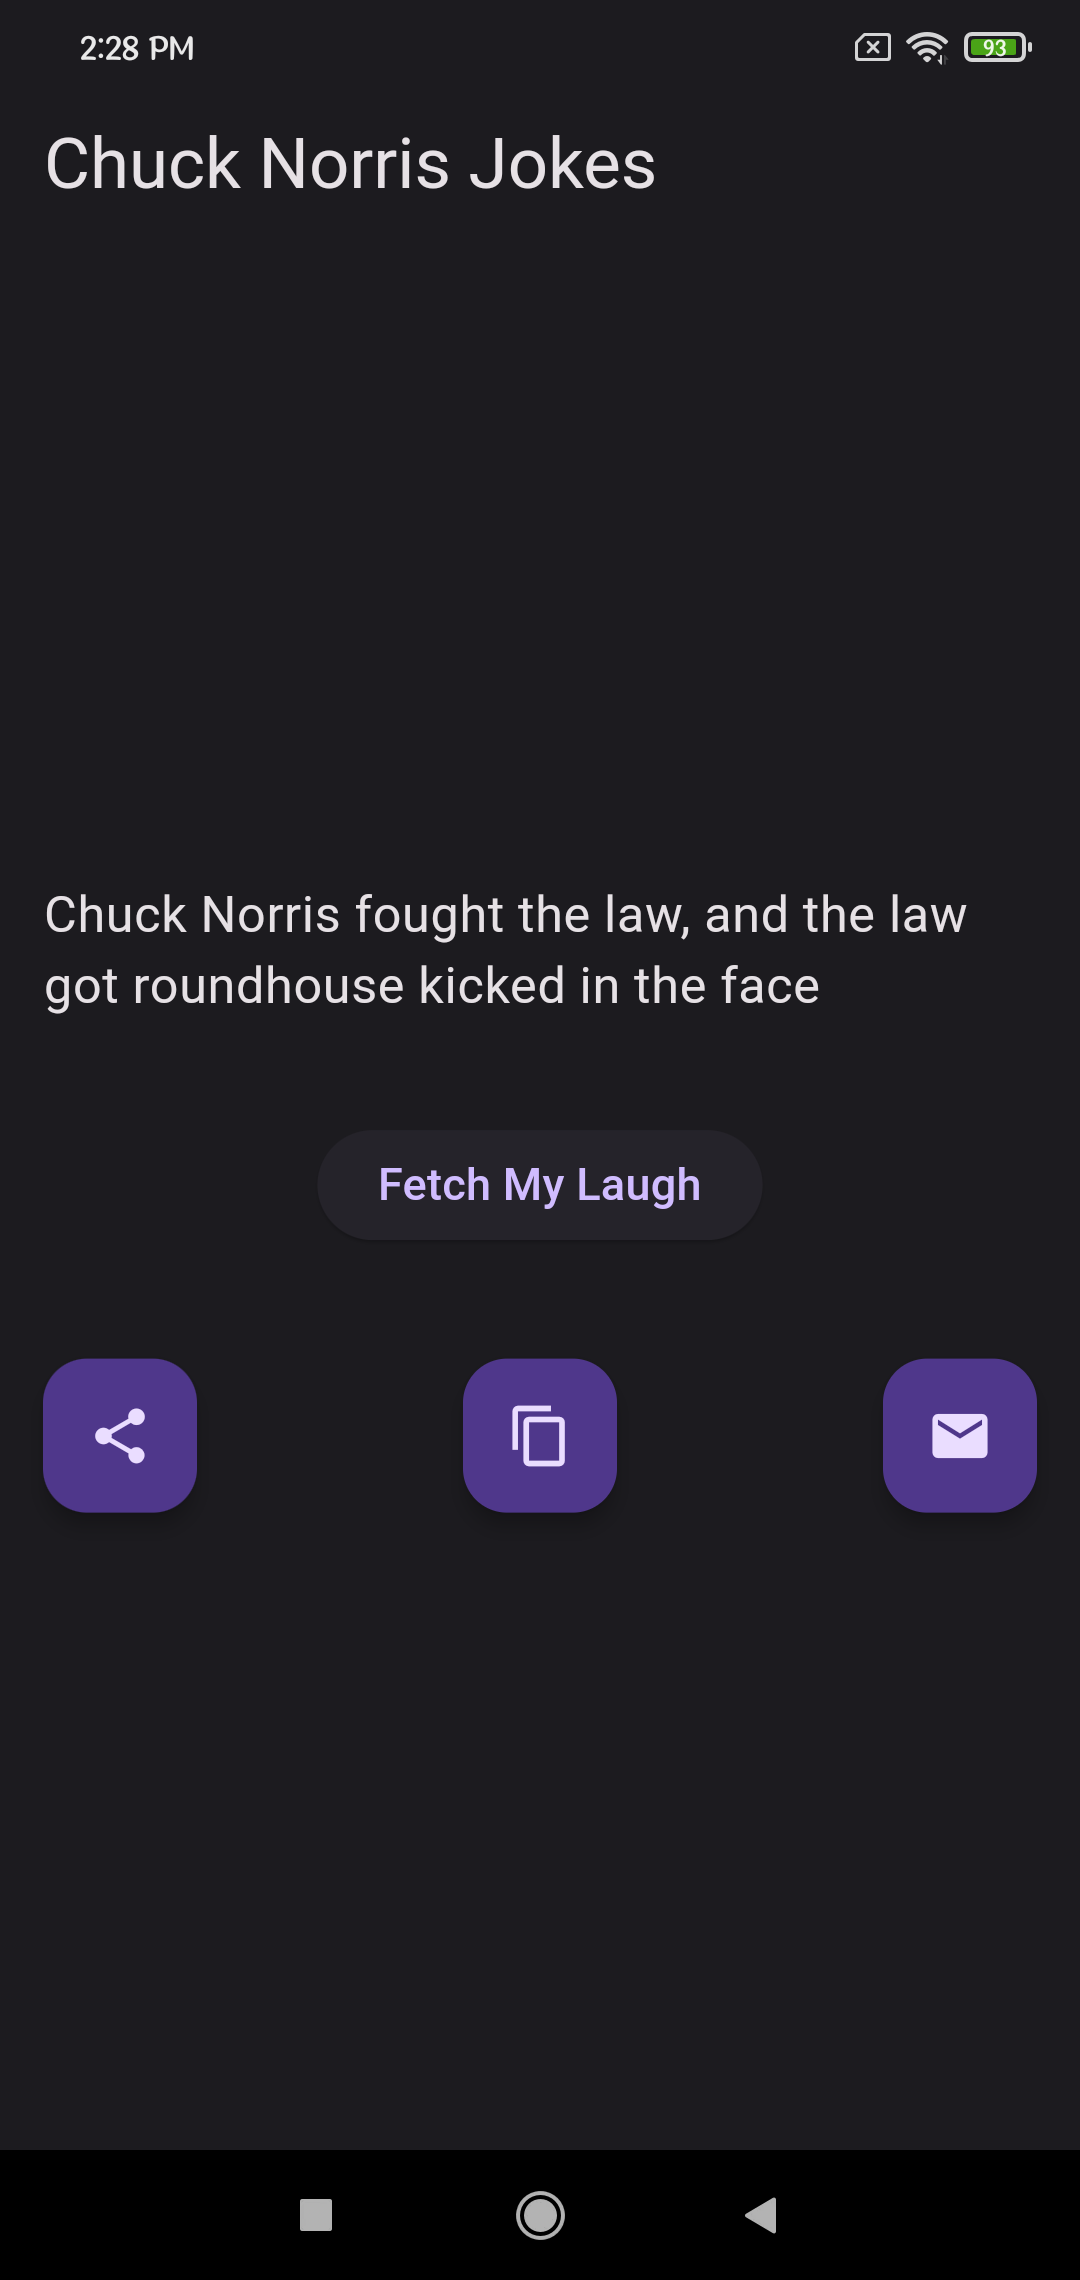 2:28 PM
93
Chuck Norris Jokes
Chuck Norris fought the law, and the law
got roundhouse kicked in the face
Fetch My Laugh